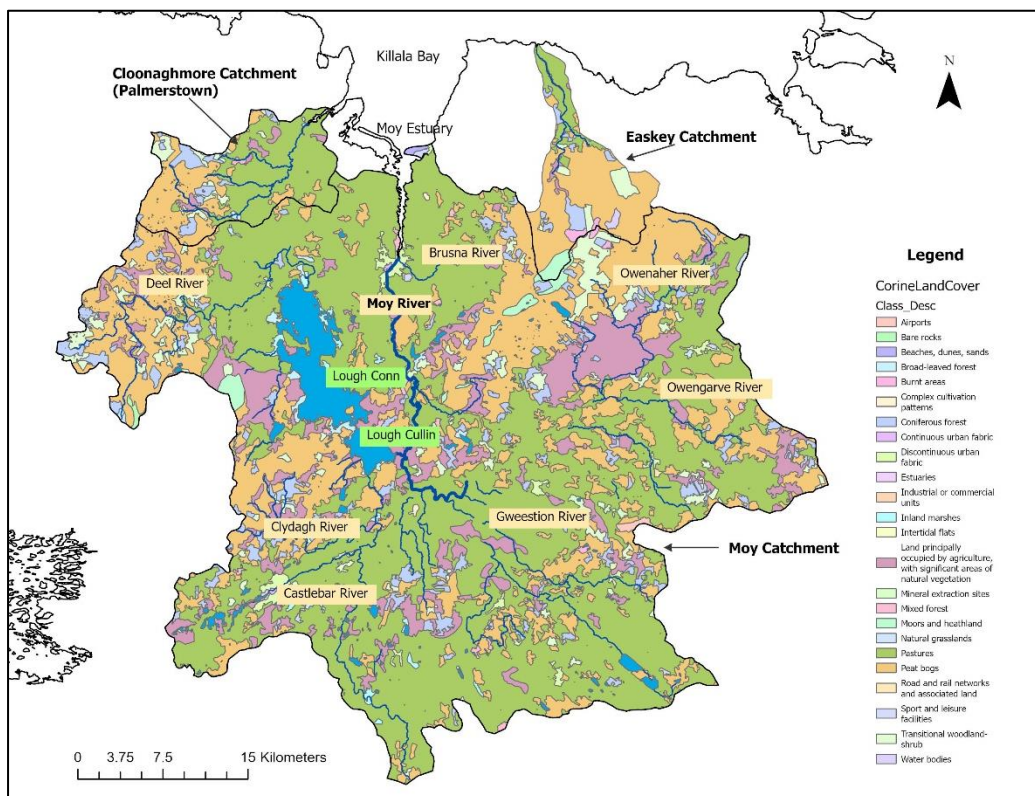 Killala Bay
Cloonaghmore Catchment
(Palmerstown)
N
Moy Estuary
Easkey Catchment
Brusna River
Owenaher River
Deel River
Moy River
Lough Conn
Owengarve River
Lough Cullin
Gweestion River
Clydagh River
Moy Catchment
Castlebar River
0 3.75 7.5 15 Kilometers
Legend
CorineLandCover
Class_Desc
Airports
Bare rocks
Beaches, dunes, sands
Broad-leaved forest
Burnt areas
Complex cultivation
patterns
Coniferous forest
Continuous urban fabric
Discontinuous urban
fabric
Estuaries
Industrial or commercial
units
Inland marshes
Intertidal flats
Land principally
occupied by agriculture,
with significant areas of
natural vegetation
Mineral extraction sites
Mixed forest
Moors and heathland
Natural grasslands
Pastures
Peat bogs
Road and rail networks
and associated land
Sport and leisure
facilities
Transitional woodland-
shrub
Water bodies